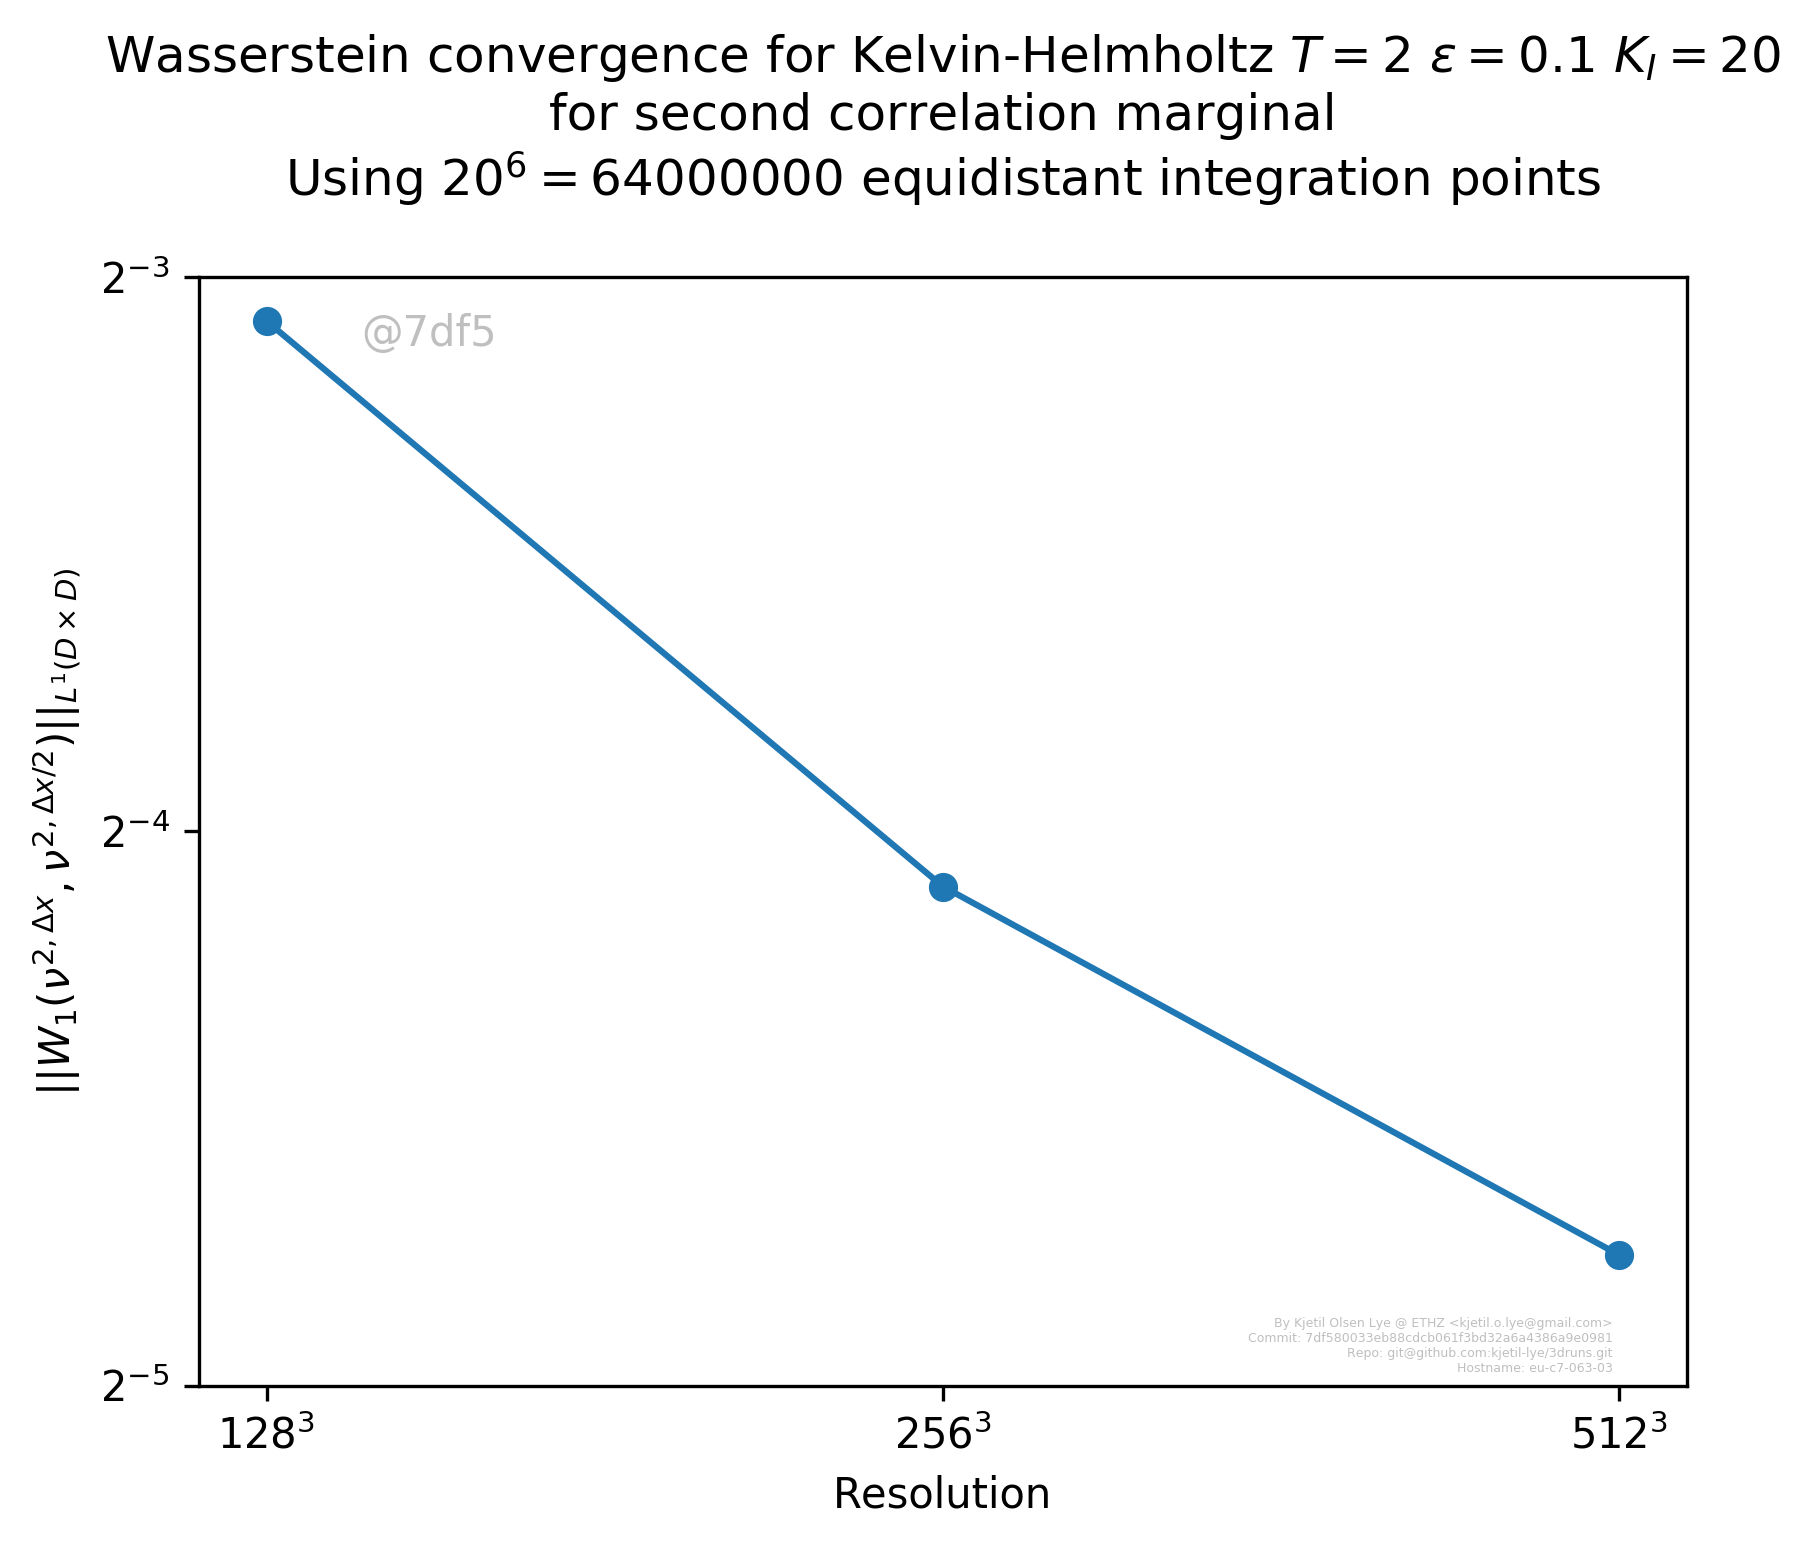 Wasserstein convergence for Kelvin-Helmholtz T = 2 ε = 0.1 K_I = 20
for second correlation marginal
Using 20^6 = 64000000 equidistant integration points
2^−3
@7df5
||W_1(ν^{2,Δx}, ν^{2,Δx/2})||_{L^1(D×D)}
2^−4
By Kjetil Olsen Lye @ ETHZ <kjetil.o.lye@gmail.com>
Commit: 7df580033eb88cdcb061f3bd32a6a4386a9e0981
Repo: git@github.com:kjetil-lye/3druns.git
Hostname: eu-c7-063-03
2^−5
128^3 256^3 512^3
Resolution